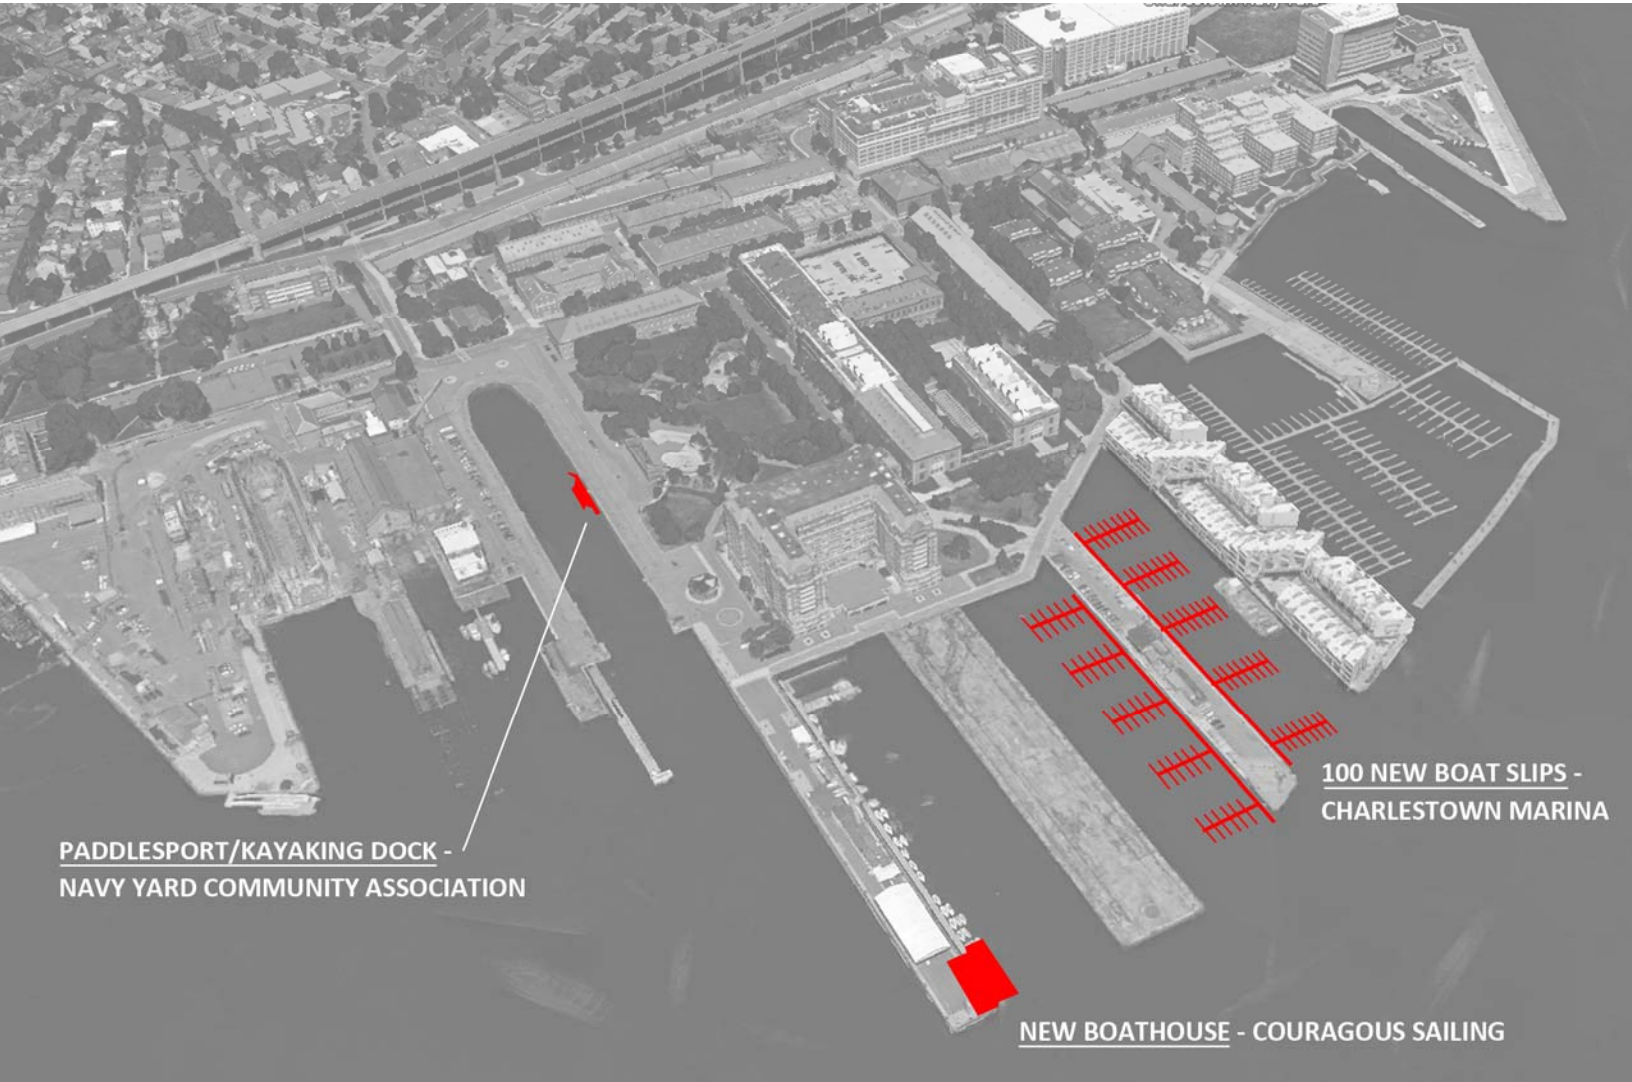 100 NEW BOAT SLIPS -
CHARLESTOWN MARINA
PADDLESPORT/KAYAKING DOCK -
NAVY YARD COMMUNITY ASSOCIATION
NEW BOATHOUSE - COURAGOUS SAILING